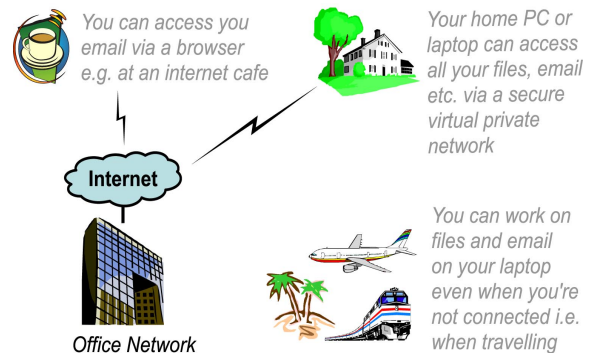 You can access you
email via a browser
e.g. at an internet cafe
Your home PC or
laptop can access
all your files, email
etc. via a secure
virtual private
network
Internet
Office Network
You can work on
files and email
on your laptop
even when you're
not connected i.e.
when travelling